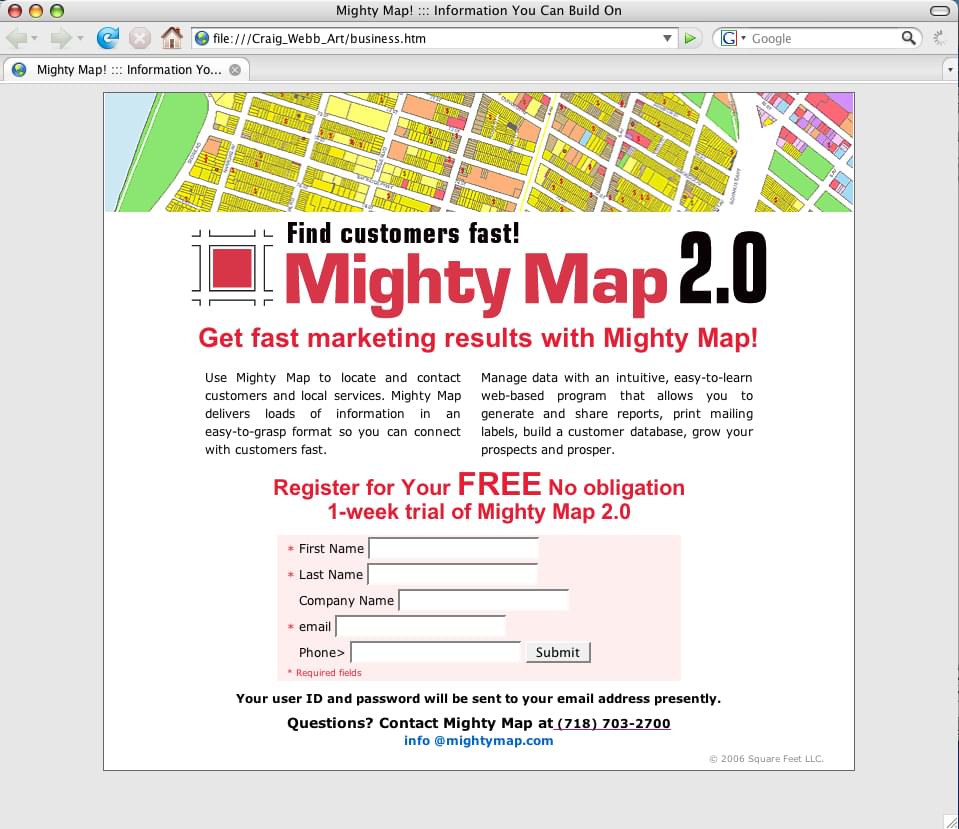 Mighty Map! ::: Information You Can Build On
file:///Craig_Webb_Art/business.htm
Google
Mighty Map! ::: Information Yo...
Find customers fast!
Mighty Map 2.0
Get fast marketing results with Mighty Map!
Use Mighty Map to locate and contact
customers and local services. Mighty Map
delivers loads of information in an
easy-to-grasp format so you can connect
with customers fast.
Manage data with an intuitive, easy-to-learn
web-based program that allows you to
generate and share reports, print mailing
labels, build a customer database, grow your
prospects and prosper.
Register for Your FREE No obligation
1-week trial of Mighty Map 2.0
* First Name
* Last Name
Company Name
* email
Phone>
Submit
* Required fields
Your user ID and password will be sent to your email address presently.
Questions? Contact Mighty Map at (718) 703-2700
info @mightymap.com
© 2006 Square Feet LLC.